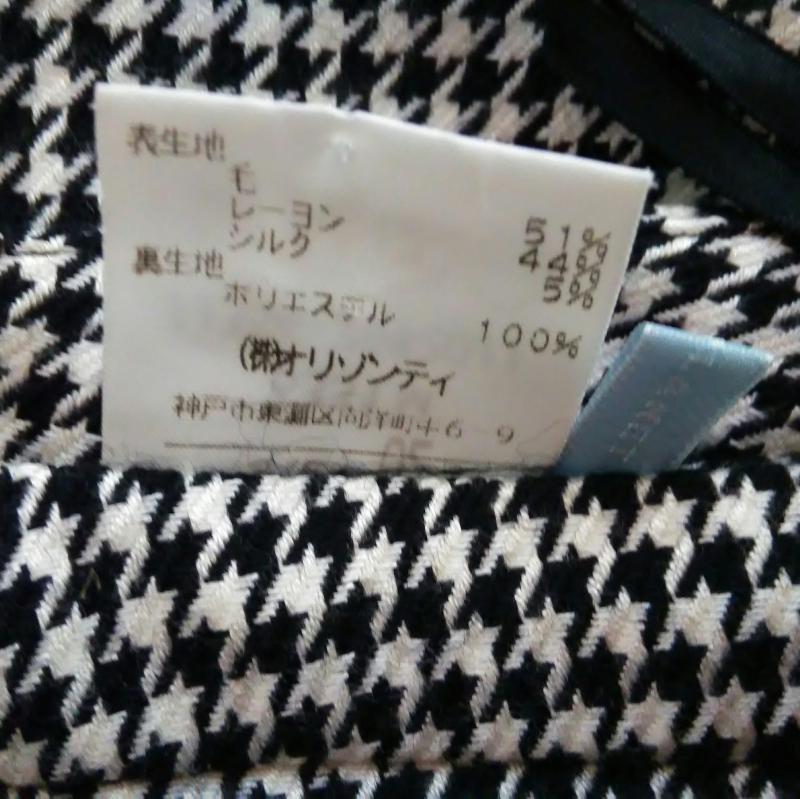 表生地
毛 51%
レーヨン 44%
シルク 5%
裏生地
ポリエステル 100%
(株)オリゾンティ
神戸市東灘区向洋町中6-9